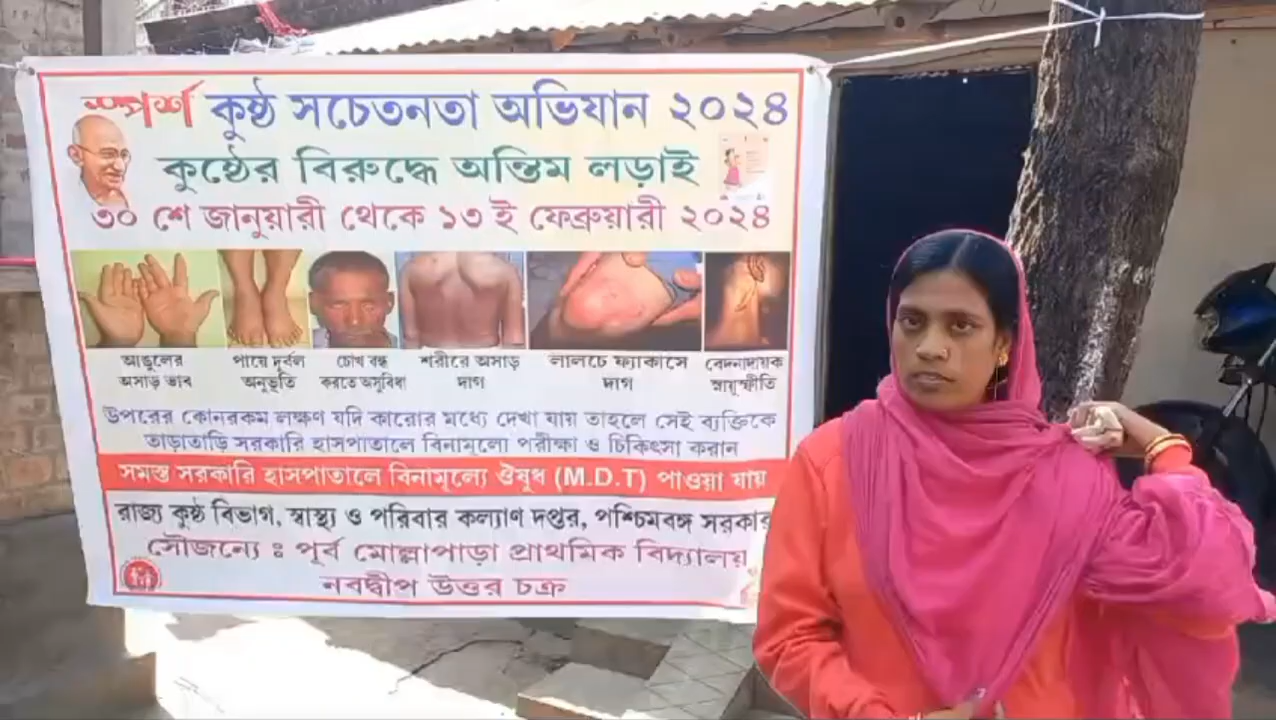 স্পর্শ কুষ্ঠ সচেতনতা অভিযান ২০২৪
কুষ্ঠের বিরুদ্ধে অন্তিম লড়াই
৩০ শে জানুয়ারী থেকে ১৩ ই ফেব্রুয়ারী ২০২৪
আঙুলের অসাড় ভাব
পায়ে দূর্বল অনুভূতি
চোখ বন্ধ করতে অসুবিধা
শরীরে অসাড় দাগ
লালচে ফ্যাকাসে দাগ
বেদনাদায়ক স্নায়ুস্ফীতি
উপরের কোনরকম লক্ষণ যদি কারোর মধ্যে দেখা যায় তাহলে সেই ব্যক্তিকে
তাড়াতাড়ি সরকারি হাসপাতালে বিনামূল্যে পরীক্ষা ও চিকিৎসা করান
সমস্ত সরকারি হাসপাতালে বিনামূল্যে ঔষুধ (M.D.T) পাওয়া যায়
রাজ্য কুষ্ঠ বিভাগ, স্বাস্থ্য ও পরিবার কল্যাণ দপ্তর, পশ্চিমবঙ্গ সরকার
সৌজন্যে ঃ পূর্ব মোল্লাপাড়া প্রাথমিক বিদ্যালয়
নবদ্বীপ উত্তর চক্র